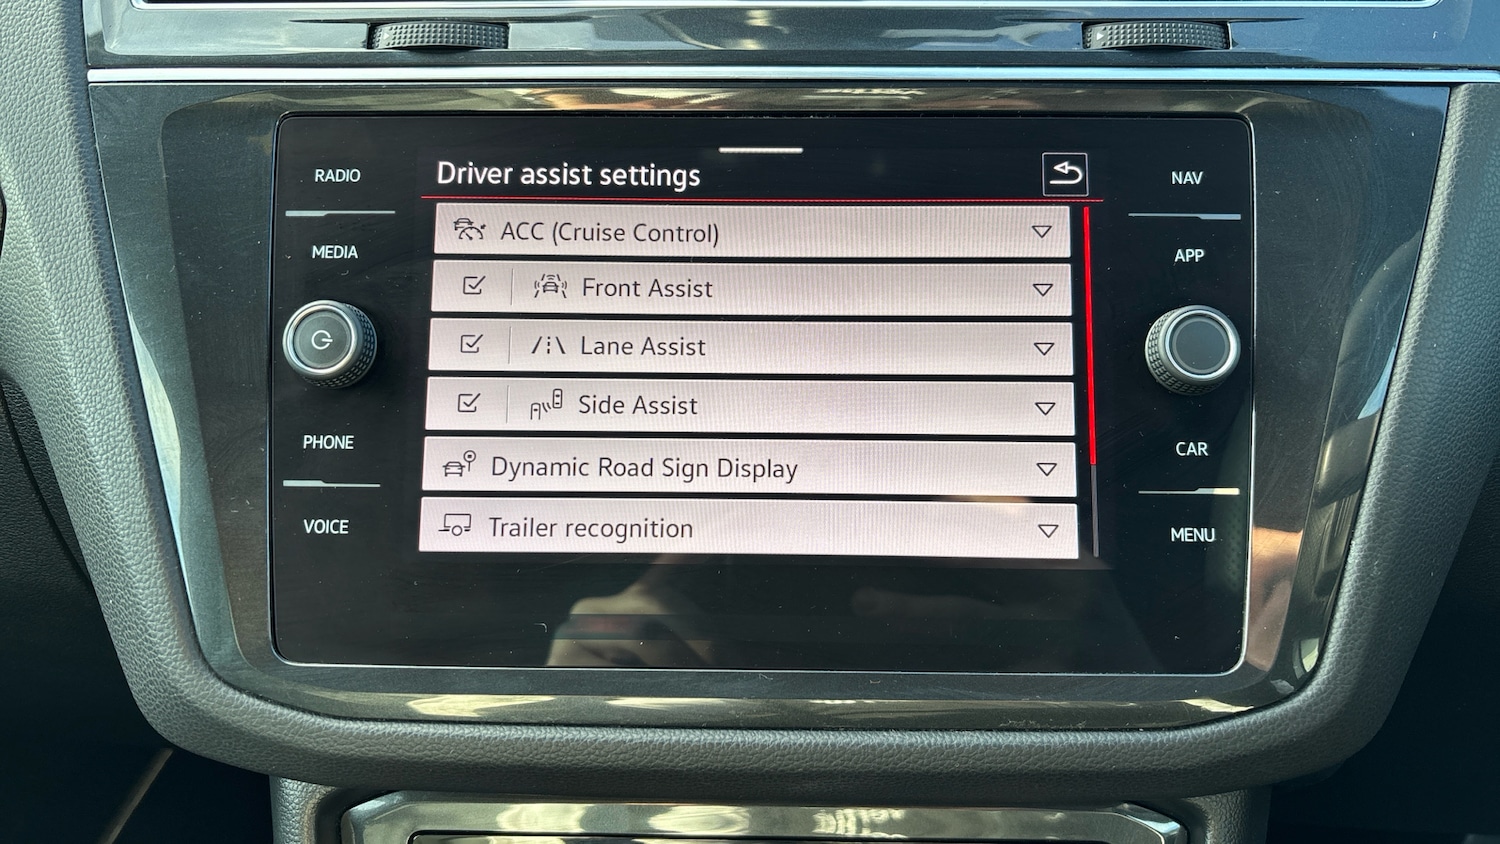 RADIO
MEDIA
PHONE
VOICE
Driver assist settings
ACC (Cruise Control)
Front Assist
Lane Assist
Side Assist
Dynamic Road Sign Display
Trailer recognition
NAV
APP
CAR
MENU